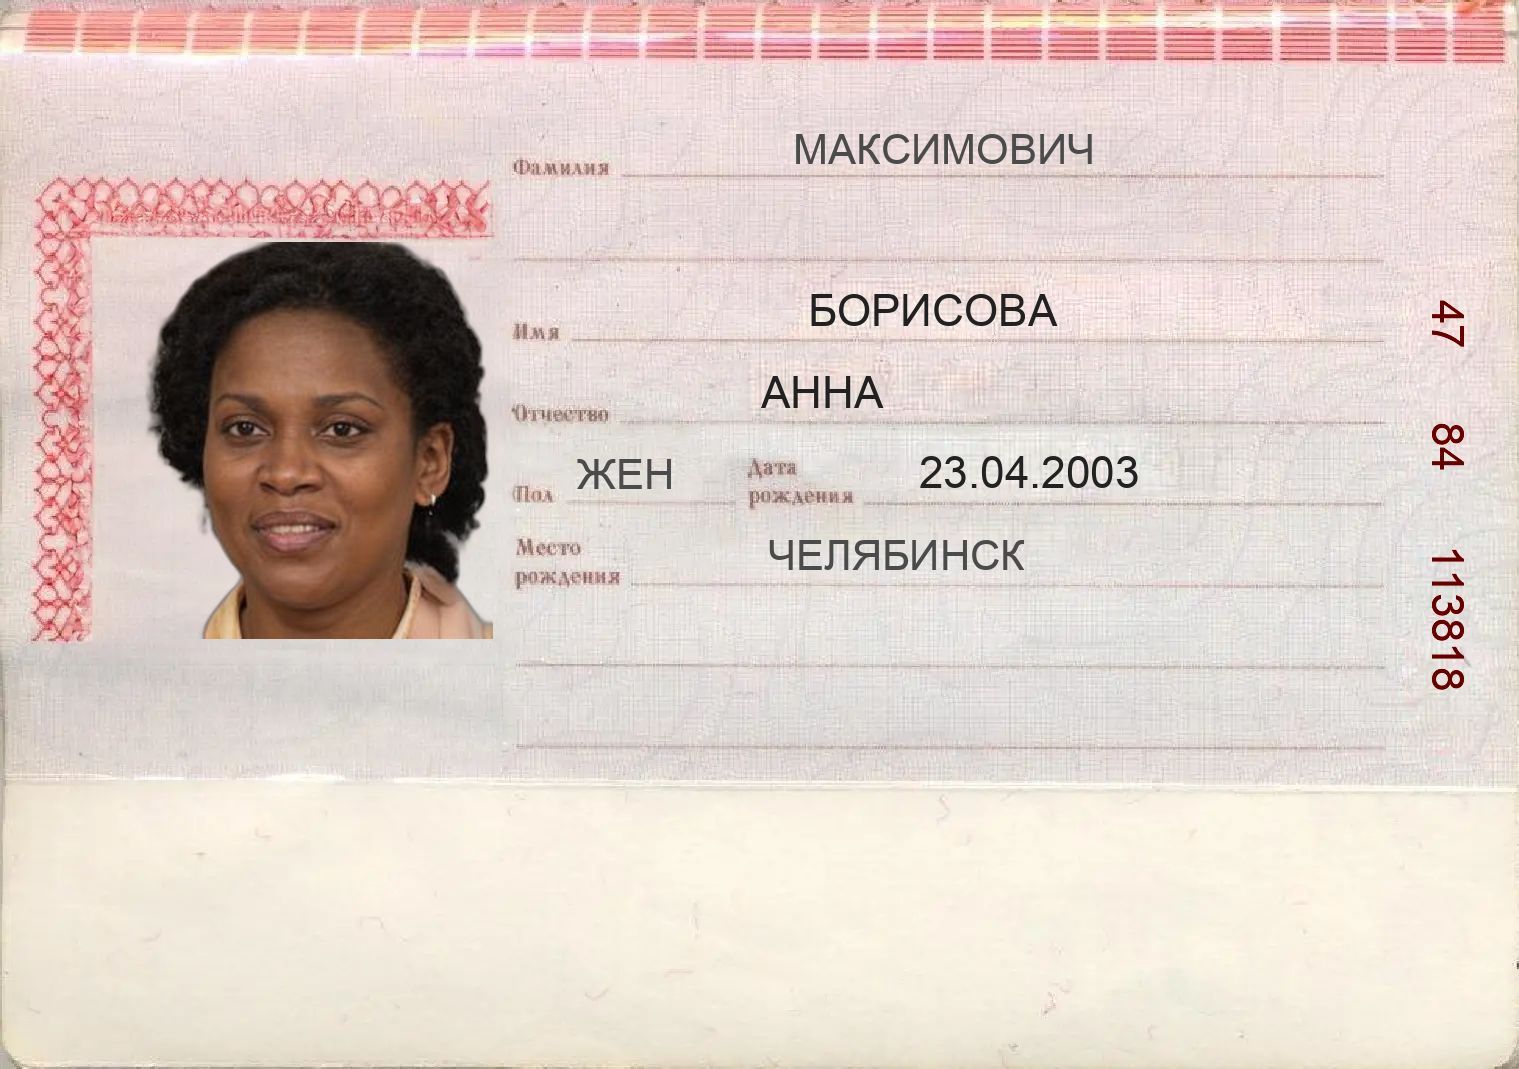 Фамилия МАКСИМОВИЧ
Имя БОРИСОВА
Отчество АННА
Пол ЖЕН Дата рождения 23.04.2003
Место рождения ЧЕЛЯБИНСК
47 84 113818